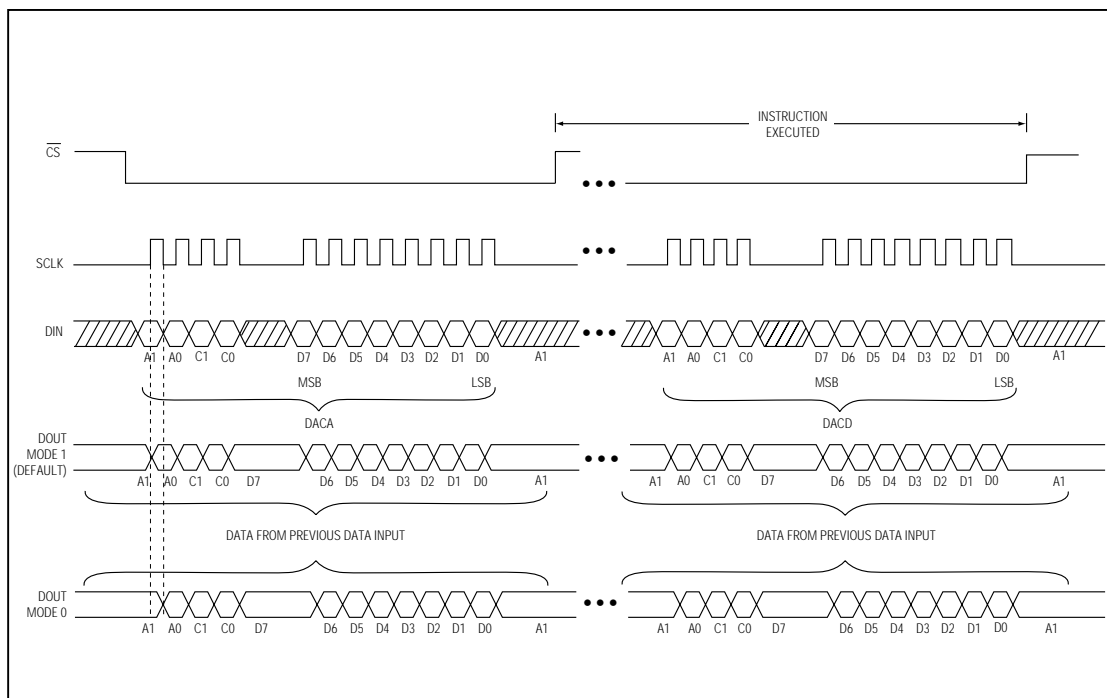 INSTRUCTION
EXECUTED
CS
SCLK
DIN
A1 A0 C1 C0 D7 D6 D5 D4 D3 D2 D1 D0 A1 A1 A0 C1 C0 D7 D6 D5 D4 D3 D2 D1 D0 A1
MSB LSB MSB LSB
DACA DACD
DOUT
MODE 1
(DEFAULT)
A1 A0 C1 C0 D7 D6 D5 D4 D3 D2 D1 D0 A1 A1 A0 C1 C0 D7 D6 D5 D4 D3 D2 D1 D0 A1
DATA FROM PREVIOUS DATA INPUT DATA FROM PREVIOUS DATA INPUT
DOUT
MODE 0
A1 A0 C1 C0 D7 D6 D5 D4 D3 D2 D1 D0 A1 A1 A0 C1 C0 D7 D6 D5 D4 D3 D2 D1 D0 A1